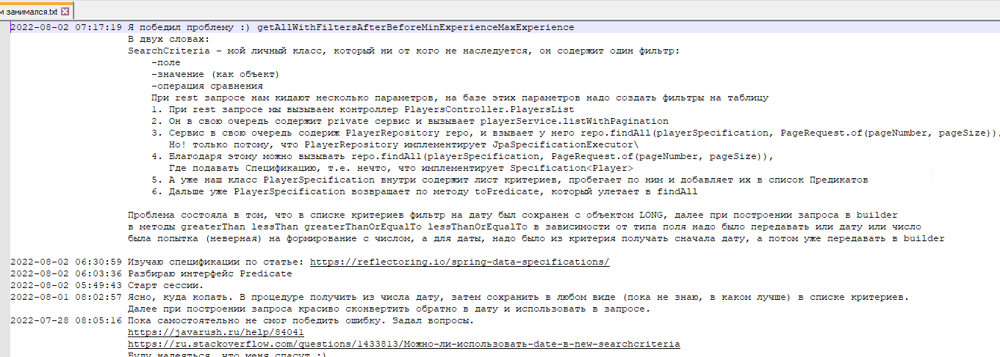 м занимался.txt
2022-08-02 07:17:19 Я победил проблему :) getAllWithFiltersAfterBeforeMinExperienceMaxExperience
В двух словах:
SearchCriteria - мой личный класс, который ни от кого не наследуется, он содержит один фильтр:
-поле
-значение (как объект)
-операция сравнения
При rest запросе нам кидают несколько параметров, на базе этих параметров надо создать фильтры на таблицу
1. При rest запросе мы вызываем контроллер PlayersController.PlayersList
2. Он в свою очередь содержит private сервис и вызывает playerService.listWithPagination
3. Сервис в свою очередь содериж PlayerRepository repo, и взывает у него repo.findAll(playerSpecification, PageRequest.of(pageNumber, pageSize)),
Но! только потому, что PlayerRepository имплементирует JpaSpecificationExecutor\
4. Благодаря этому можно вызывать repo.findAll(playerSpecification, PageRequest.of(pageNumber, pageSize)),
Где подавать Спецификацию, т.е. нечто, что имплементирует Specification<Player>
5. А уже наш класс PlayerSpecification внутри содержит лист критериев, пробегает по ним и добавляет их в список Предикатов
6. Дальше уже PlayerSpecification возвращает по методу toPredicate, который улетает в findAll
Проблема состояла в том, что в списке критериев фильтр на дату был сохранен с объектом LONG, далее при построении запроса в builder
в методы greaterThan lessThan greaterThanOrEqualTo lessThanOrEqualTo в зависимости от типа поля надо было передавать или дату или число
была попытка (неверная) на формирование с числом, а для даты, надо было из критерия получать сначала дату, а потом уже передавать в builder
2022-08-02 06:30:59 Изучаю спецификации по статье: https://reflectoring.io/spring-data-specifications/
2022-08-02 06:03:36 Разбираю интерфейс Predicate
2022-08-02 05:49:43 Старт сессии.
2022-08-01 08:02:57 Ясно, куда копать. В процедуре получить из числа дату, затем сохранить в любом виде (пока не знаю, в каком лучше) в списке критериев.
Далее при построении запроса красиво сконвертить обратно в дату и использовать в запросе.
2022-07-28 08:05:16 Пока самостоятельно не смог победить ошибку. Задал вопросы.
https://javarush.ru/help/84041
https://ru.stackoverflow.com/questions/1433813/Можно-ли-использовать-date-в-new-searchcriteria
Буду надеяться, что меня спасут :)